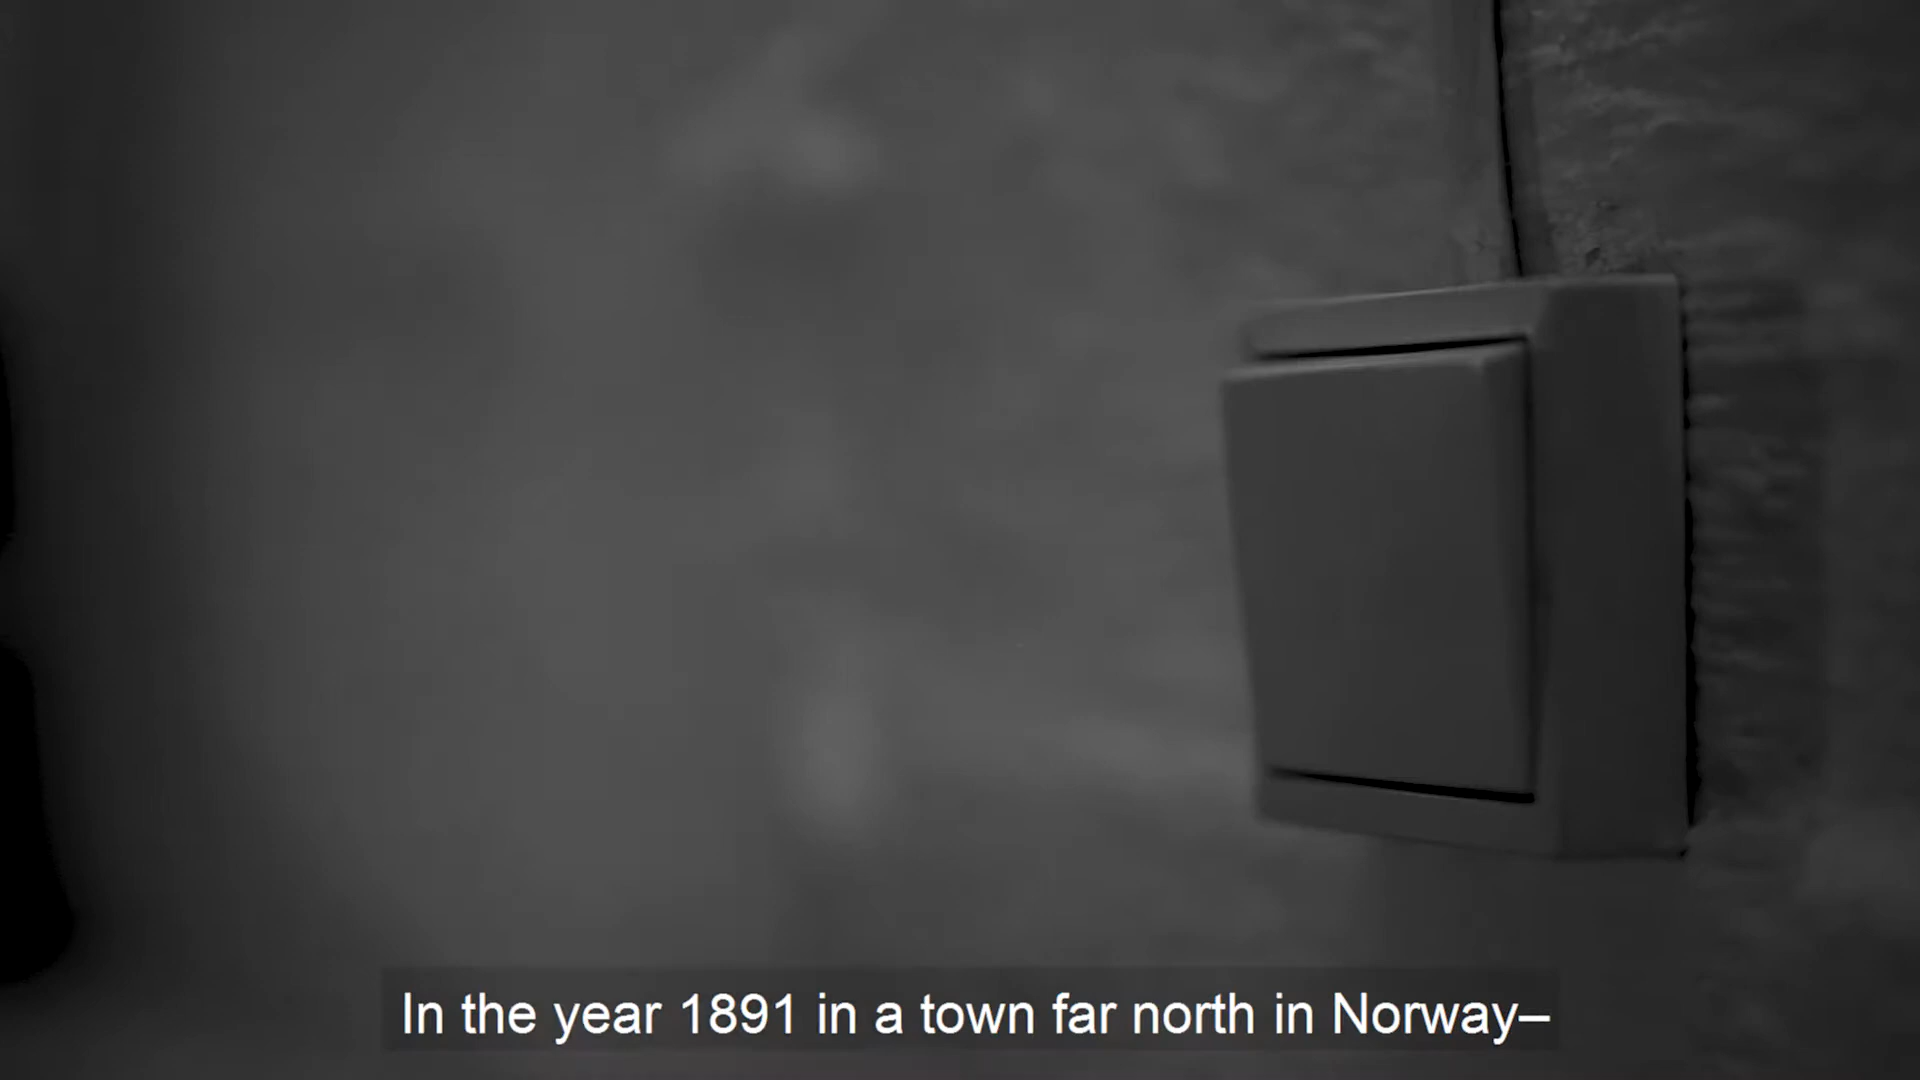 In the year 1891 in a town far north in Norway–